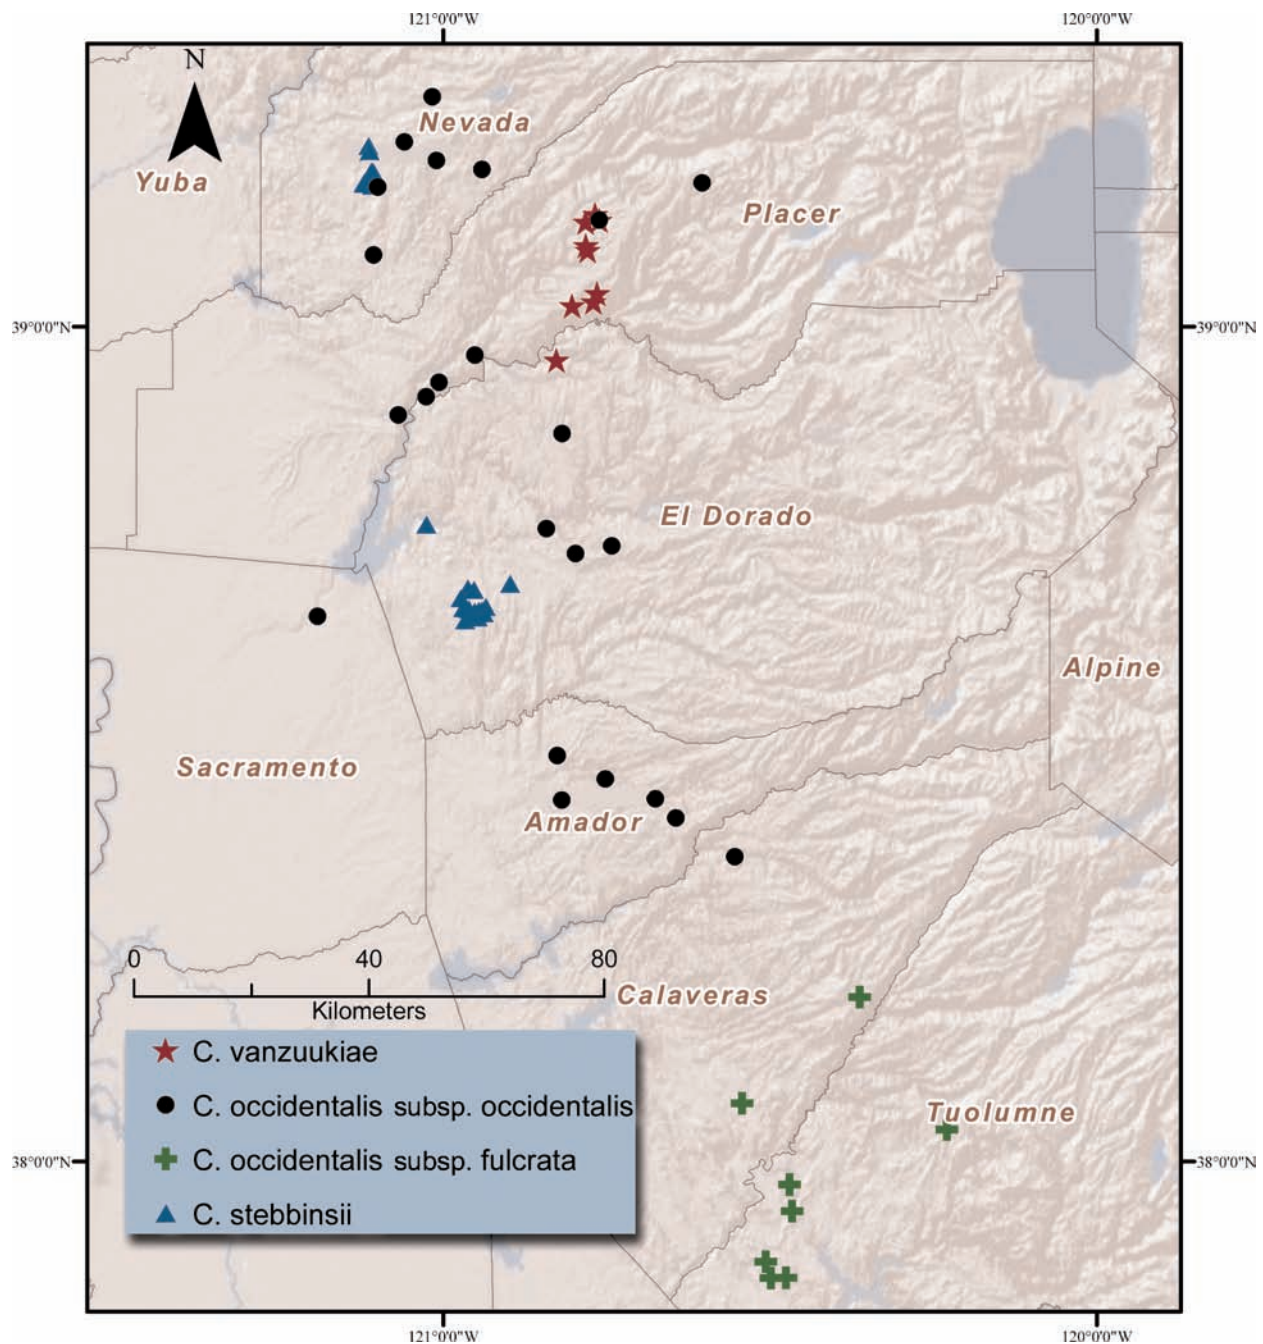 121°0'0"W
120°0'0"W
N
Nevada
Yuba
Placer
39°0'0"N
39°0'0"N
El Dorado
Alpine
Sacramento
Amador
0
40
80
Kilometers
Calaveras
C. vanzuukiae
C. occidentalis subsp. occidentalis
Tuolumne
C. occidentalis subsp. fulcrata
38°0'0"N
38°0'0"N
C. stebbinsii
121°0'0"W
120°0'0"W